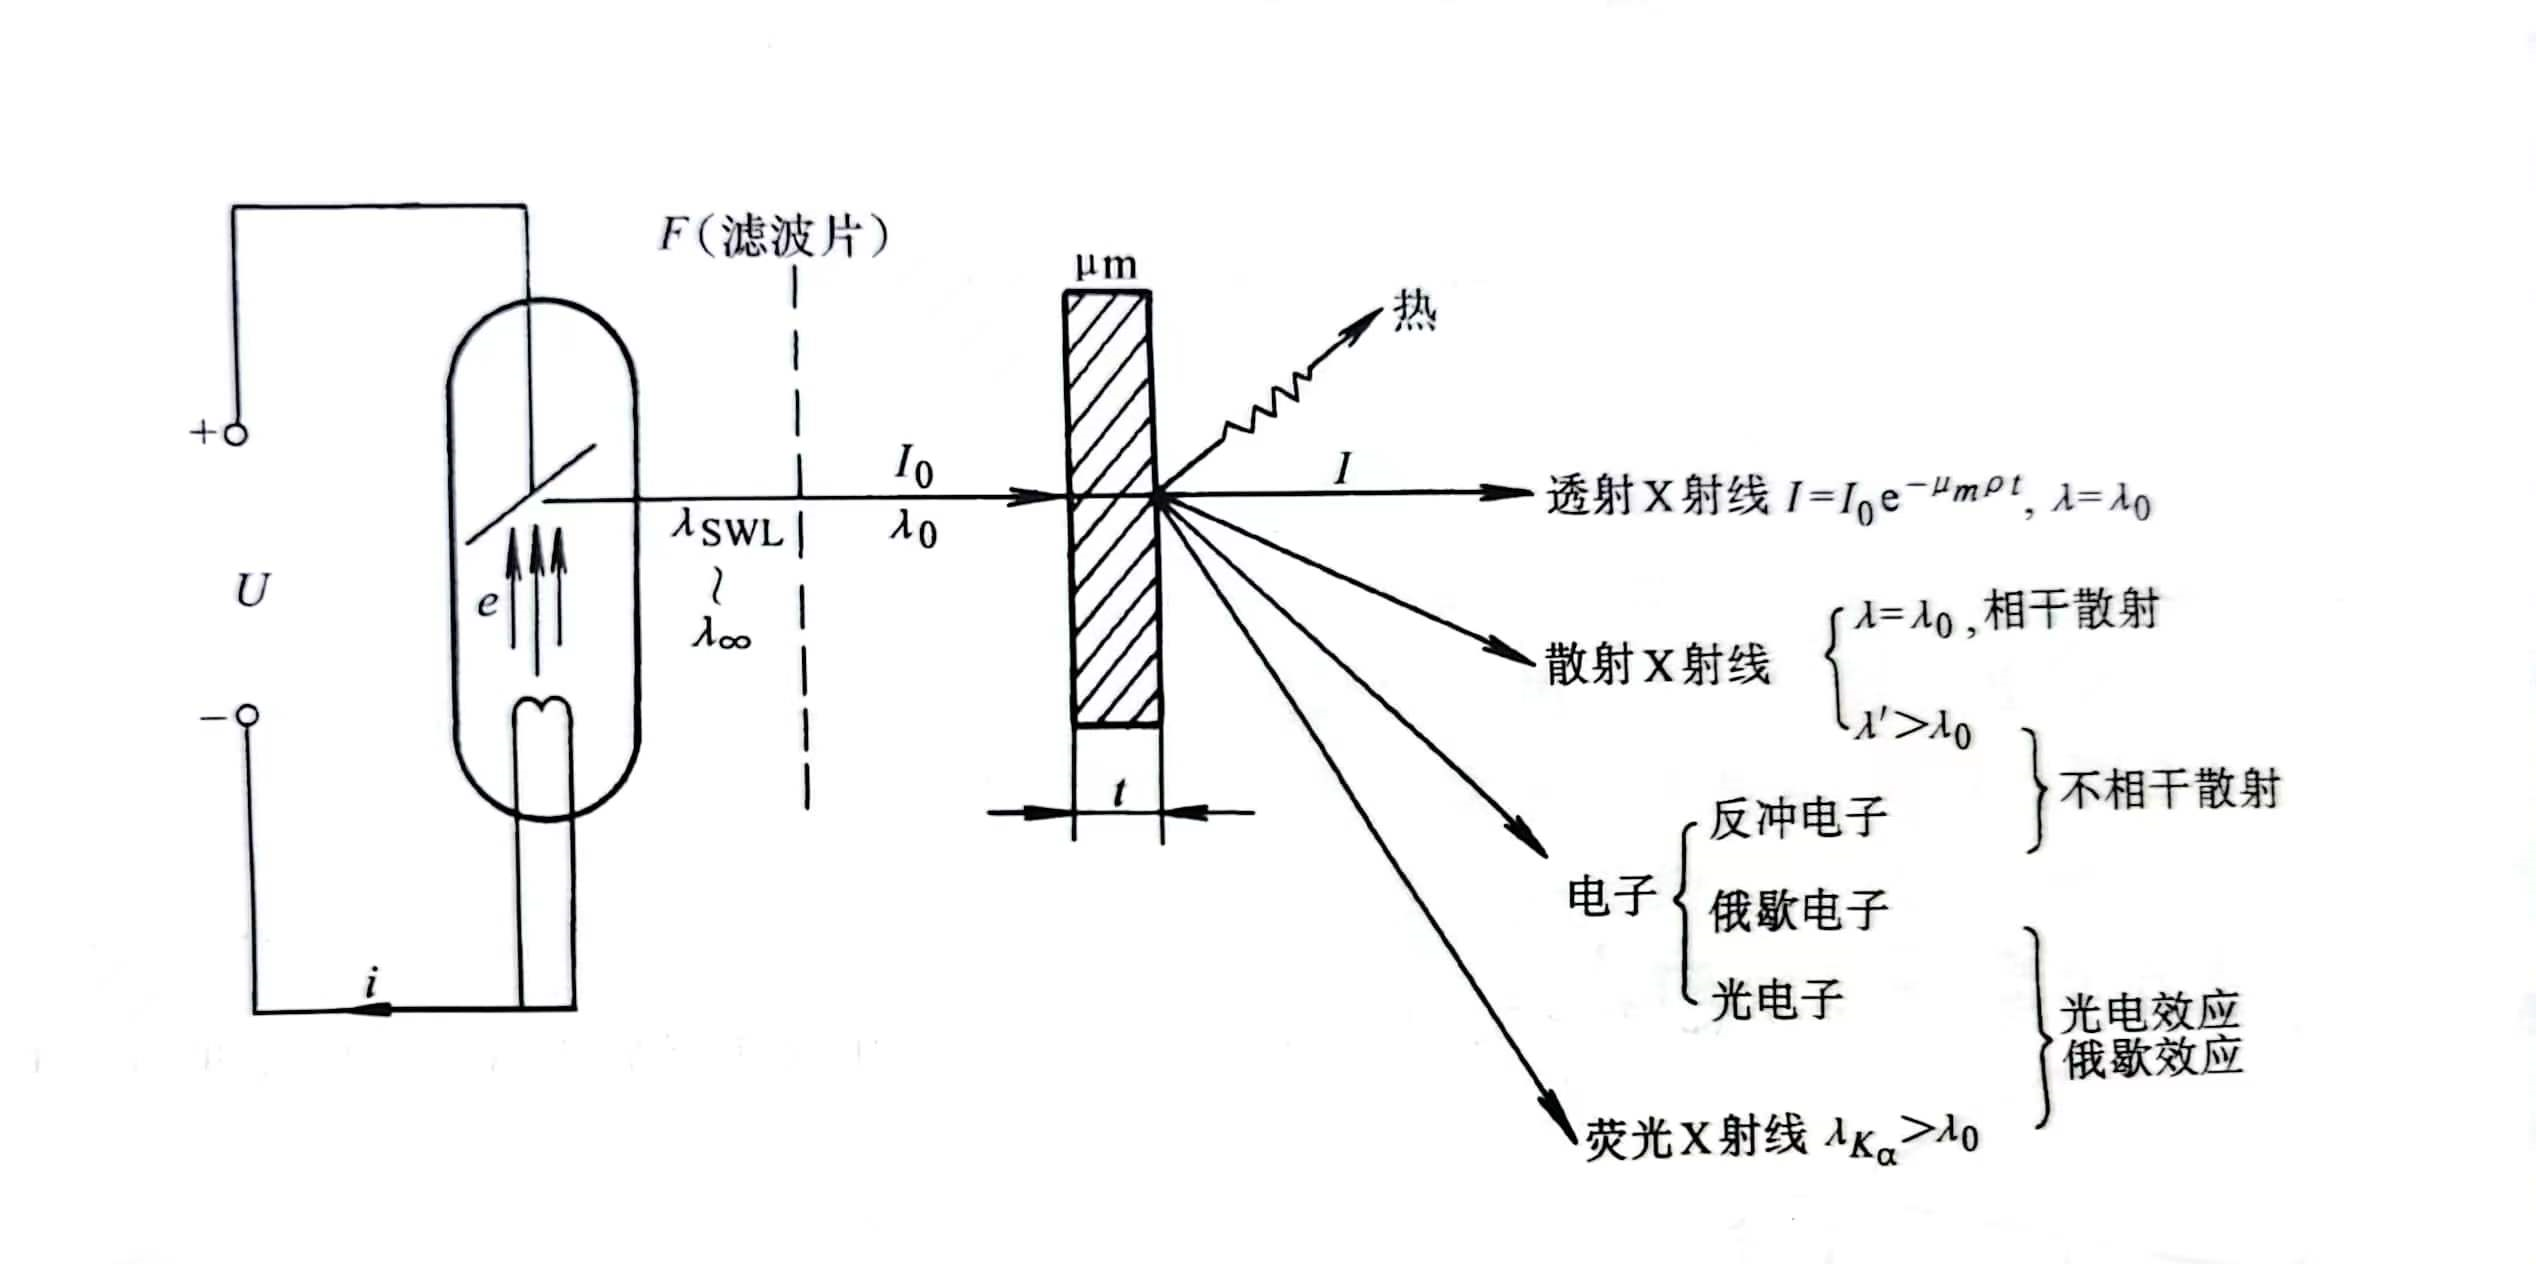 F(滤波片)
μm
热
+
I₀
I
透射X射线 I=I₀e^{-μₘρt}, λ=λ₀
λSWL
λ₀
~
λ∞
U
e
λ=λ₀,相干散射
散射X射线
λ′>λ₀
不相干散射
−
t
反冲电子
电子
俄歇电子
光电子
光电效应
俄歇效应
i
荧光X射线 λ_{Kα}>λ₀